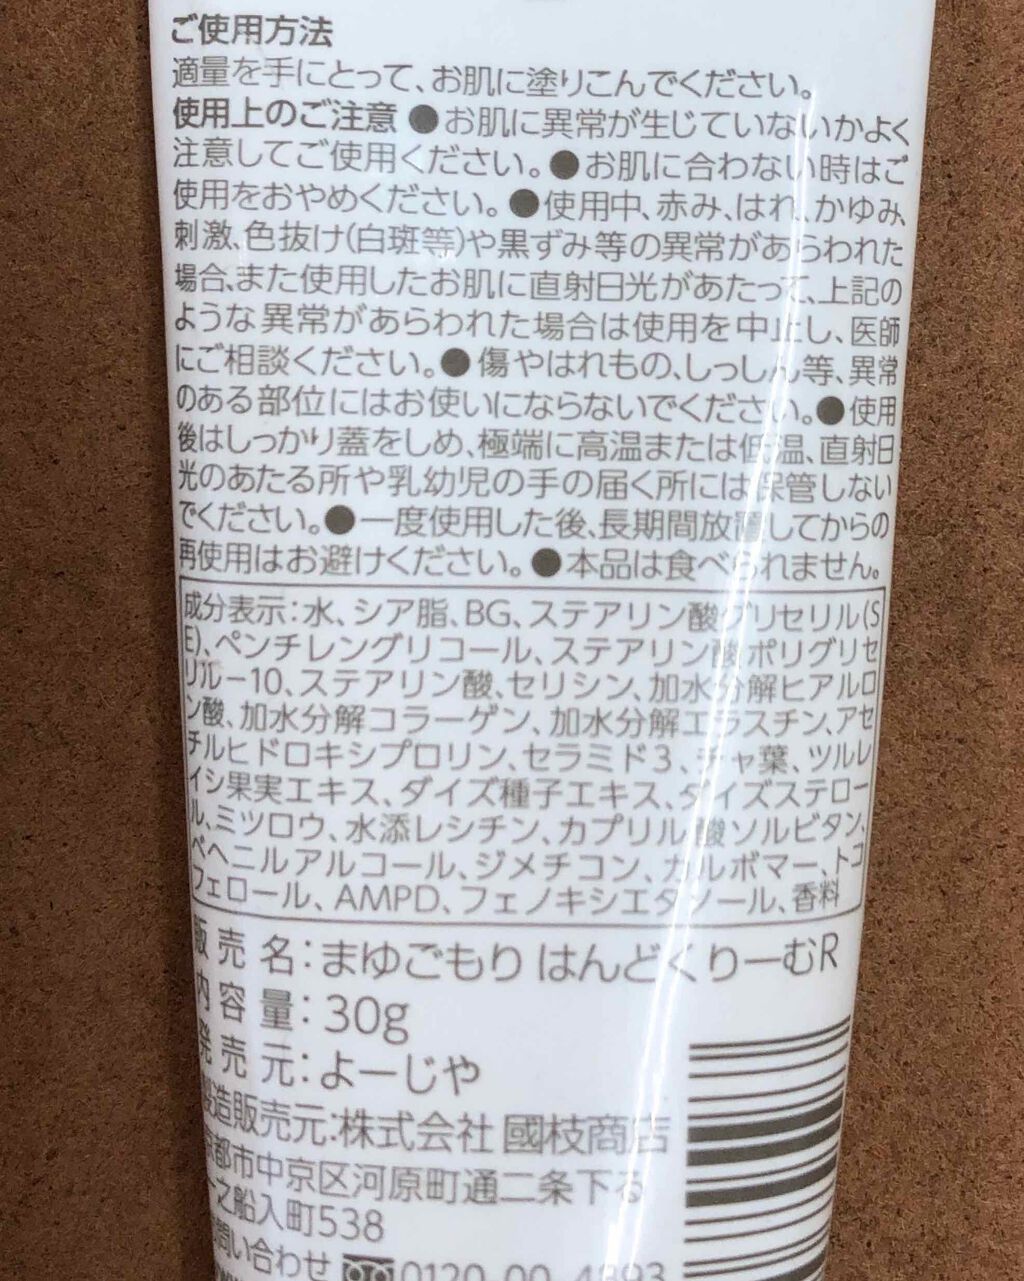 ご使用方法
適量を手にとって、お肌に塗りこんでください。
使用上のご注意 ●お肌に異常が生じていないかよく
注意してご使用ください。●お肌に合わない時はご
使用をおやめください。●使用中、赤み、はれ、かゆみ、
刺激、色抜け(白斑等)や黒ずみ等の異常があらわれた
場合、また使用したお肌に直射日光があたって、上記の
ような異常があらわれた場合は使用を中止し、医師
にご相談ください。●傷やはれもの、しっしん等、異常
のある部位にはお使いにならないでください。●使用
後はしっかり蓋をしめ、極端に高温または低温、直射日
光のあたる所や乳幼児の手の届く所には保管しない
でください。●一度使用した後、長期間放置してからの
再使用はお避けください。●本品は食べられません。
成分表示:水、シア脂、BG、ステアリン酸グリセリル(S
E)、ペンチレングリコール、ステアリン酸ポリグリセ
リル-10、ステアリン酸、セリシン、加水分解ヒアルロ
ン酸、加水分解コラーゲン、加水分解エラスチン、アセ
チルヒドロキシプロリン、セラミド3、チャ葉、ツルレ
イシ果実エキス、ダイズ種子エキス、ダイズステロー
ル、ミツロウ、水添レシチン、カプリル酸ソルビタン、
ベヘニルアルコール、ジメチコン、カルボマー、トコ
フェロール、AMPD、フェノキシエタノール、香料
販売名:まゆごもり はんどくりーむR
内容量:30g
発売元:よーじや
製造販売元:株式会社 國枝商店
京都市中京区河原町通二条下る
之船入町538
お問い合わせ 0120-00-4393